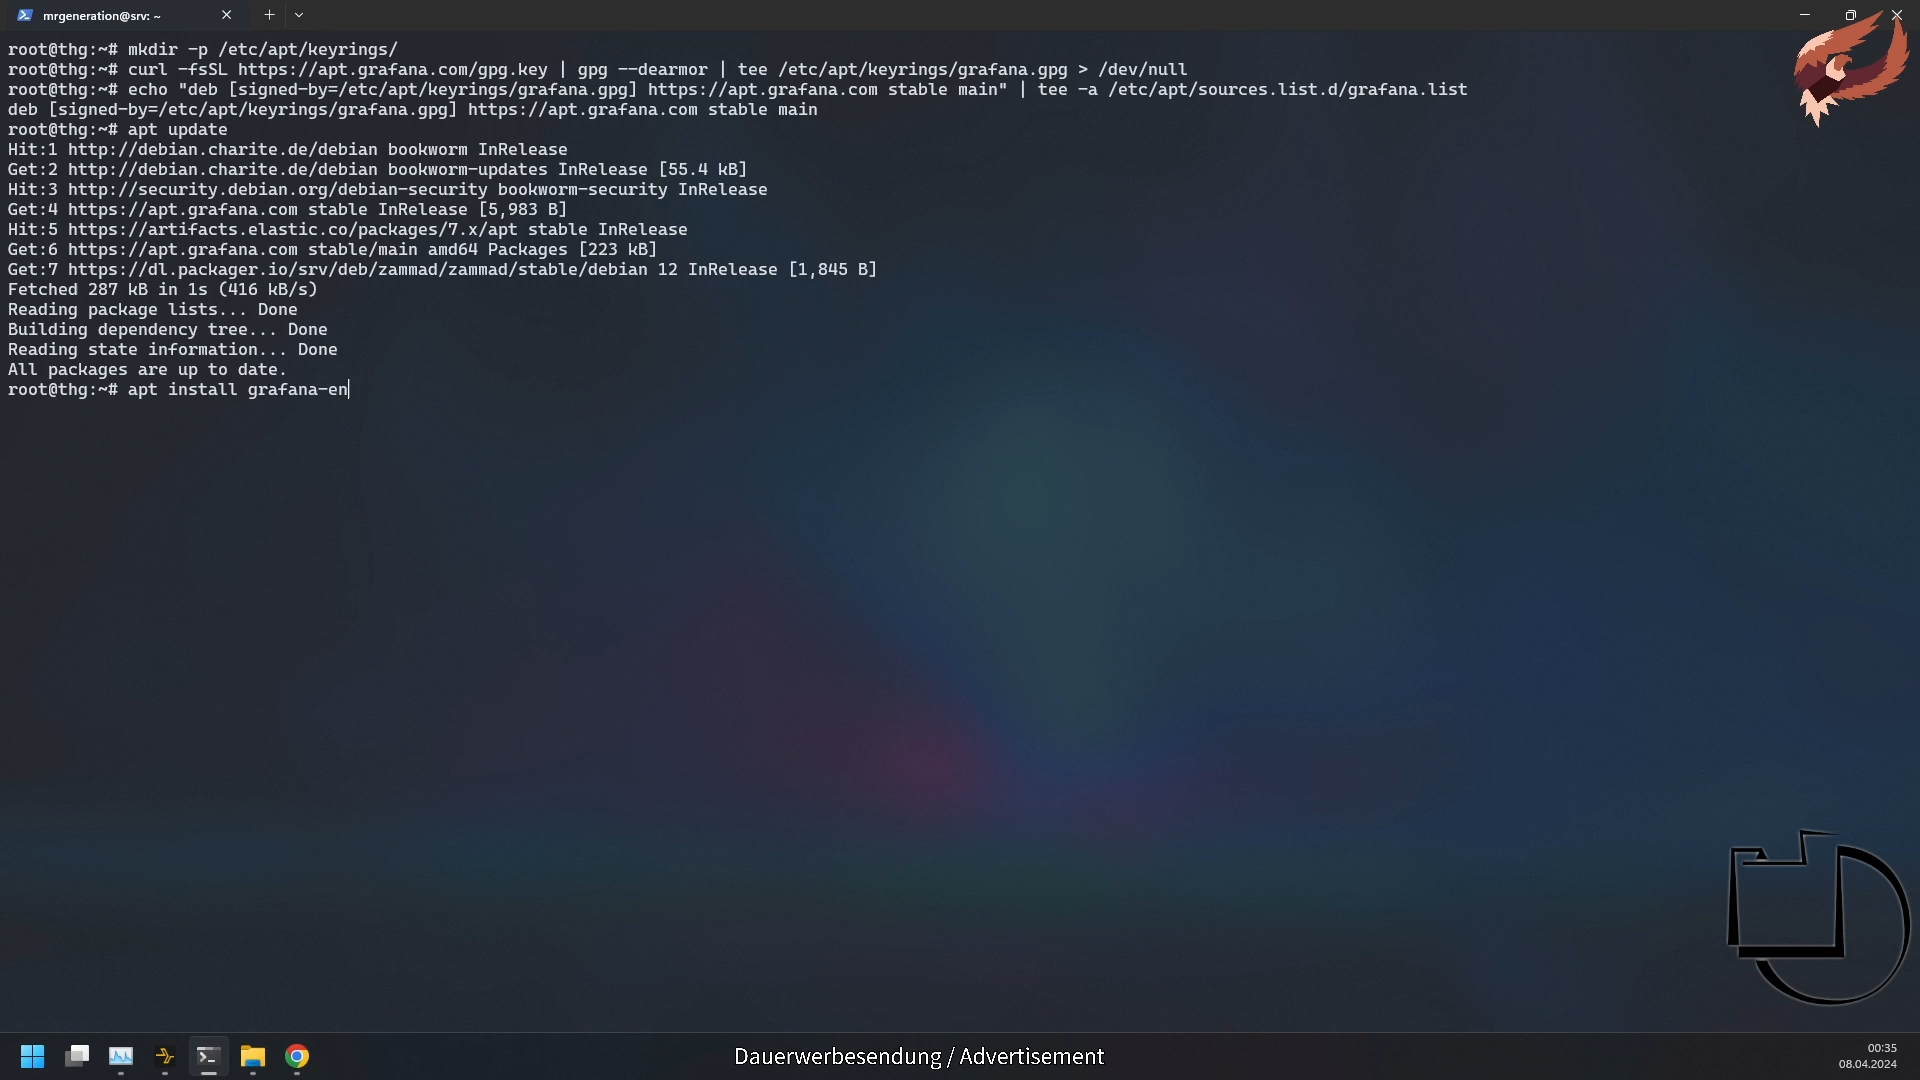 mrgeneration@srv: ~
root@thg:~# mkdir -p /etc/apt/keyrings/
root@thg:~# curl -fsSL https://apt.grafana.com/gpg.key | gpg --dearmor | tee /etc/apt/keyrings/grafana.gpg > /dev/null
root@thg:~# echo "deb [signed-by=/etc/apt/keyrings/grafana.gpg] https://apt.grafana.com stable main" | tee -a /etc/apt/sources.list.d/grafana.list
deb [signed-by=/etc/apt/keyrings/grafana.gpg] https://apt.grafana.com stable main
root@thg:~# apt update
Hit:1 http://debian.charite.de/debian bookworm InRelease
Get:2 http://debian.charite.de/debian bookworm-updates InRelease [55.4 kB]
Hit:3 http://security.debian.org/debian-security bookworm-security InRelease
Get:4 https://apt.grafana.com stable InRelease [5,983 B]
Hit:5 https://artifacts.elastic.co/packages/7.x/apt stable InRelease
Get:6 https://apt.grafana.com stable/main amd64 Packages [223 kB]
Get:7 https://dl.packager.io/srv/deb/zammad/zammad/stable/debian 12 InRelease [1,845 B]
Fetched 287 kB in 1s (416 kB/s)
Reading package lists... Done
Building dependency tree... Done
Reading state information... Done
All packages are up to date.
root@thg:~# apt install grafana-en
Dauerwerbesendung / Advertisement
00:35
08.04.2024